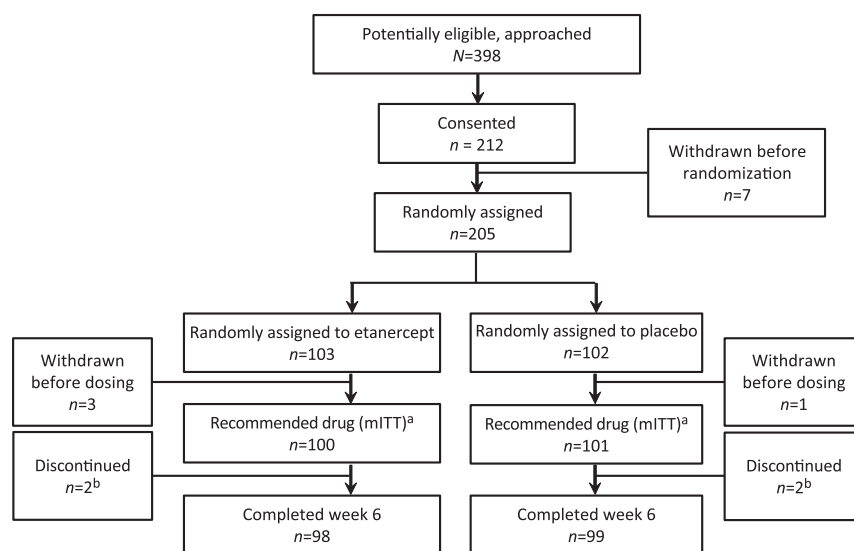 Potentially eligible, approached
N=398
Consented
n = 212
Withdrawn before
randomization
n=7
Randomly assigned
n=205
Randomly assigned to etanercept
n=103
Randomly assigned to placebo
n=102
Withdrawn
before dosing
n=3
Withdrawn
before dosing
n=1
Recommended drug (mITT)a
n=100
Recommended drug (mITT)a
n=101
Discontinued
n=2b
Discontinued
n=2b
Completed week 6
n=98
Completed week 6
n=99